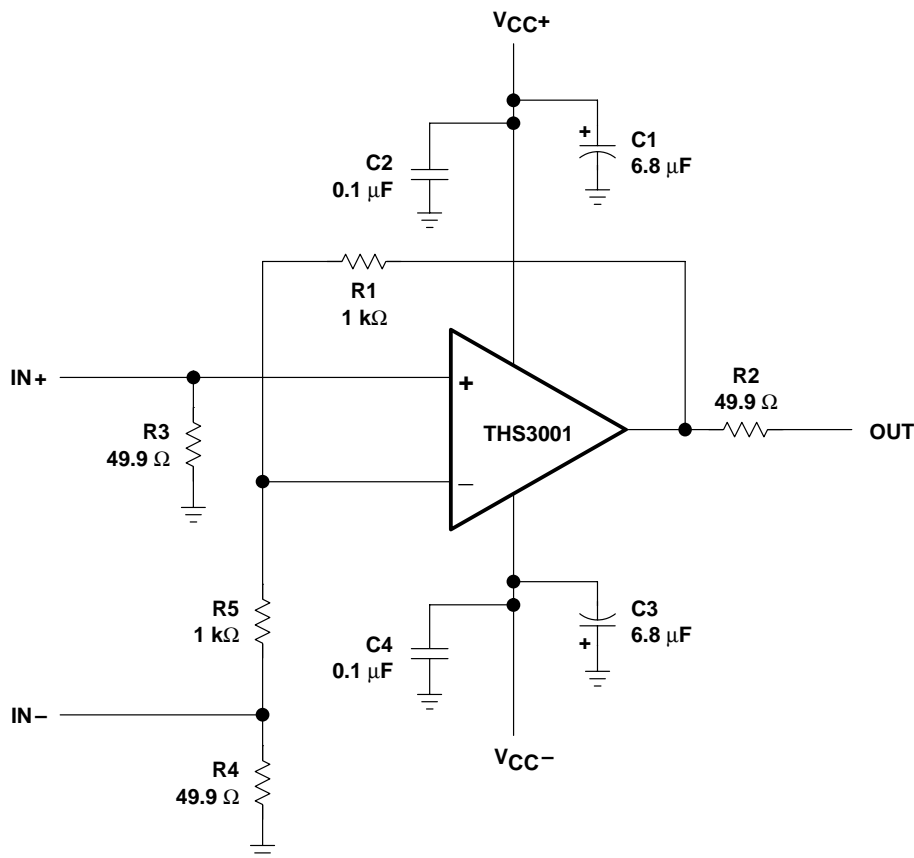 VCC+
C2
0.1 μF
+
C1
6.8 μF
R1
1 kΩ
IN+
+
R3
49.9 Ω
THS3001
R2
49.9 Ω
OUT
−
R5
1 kΩ
C4
0.1 μF
C3
6.8 μF
+
IN−
VCC−
R4
49.9 Ω